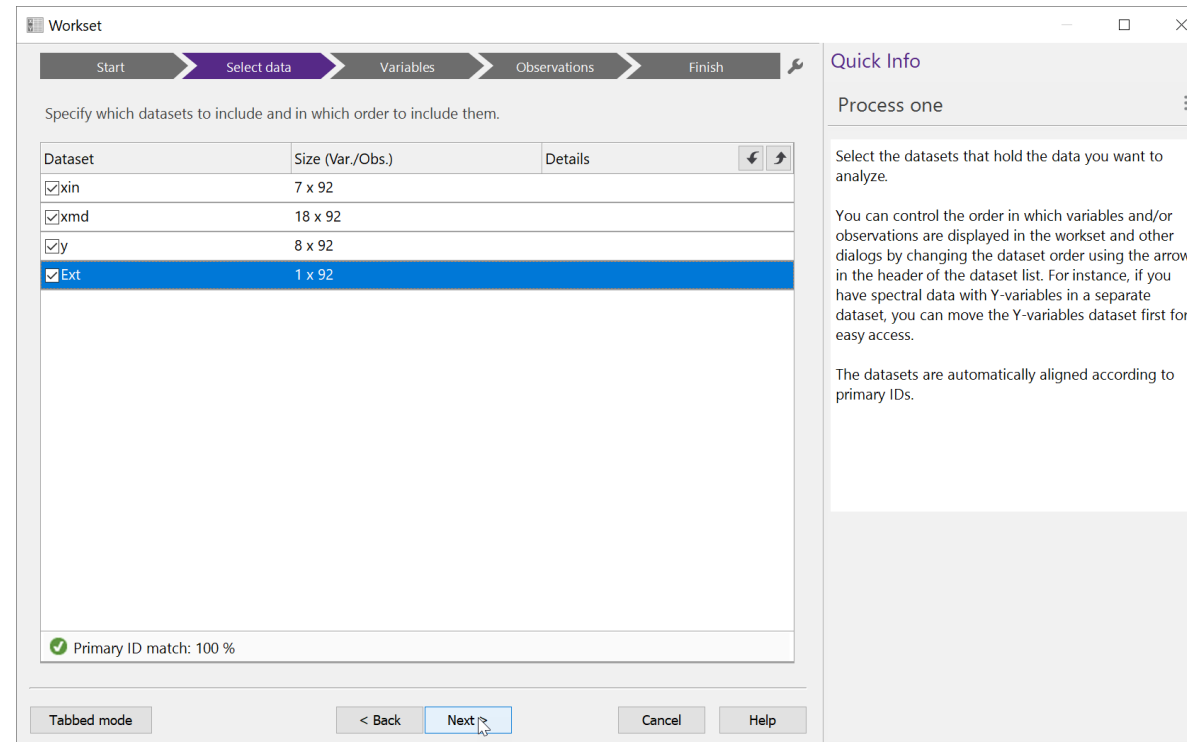 Workset
Start Select data Variables Observations Finish
Specify which datasets to include and in which order to include them.
Dataset Size (Var./Obs.) Details
xin 7 x 92
xmd 18 x 92
y 8 x 92
Ext 1 x 92
Primary ID match: 100 %
Tabbed mode < Back Next > Cancel Help
Quick Info
Process one
Select the datasets that hold the data you want to
analyze.
You can control the order in which variables and/or
observations are displayed in the workset and other
dialogs by changing the dataset order using the arrow
in the header of the dataset list. For instance, if you
have spectral data with Y-variables in a separate
dataset, you can move the Y-variables dataset first for
easy access.
The datasets are automatically aligned according to
primary IDs.